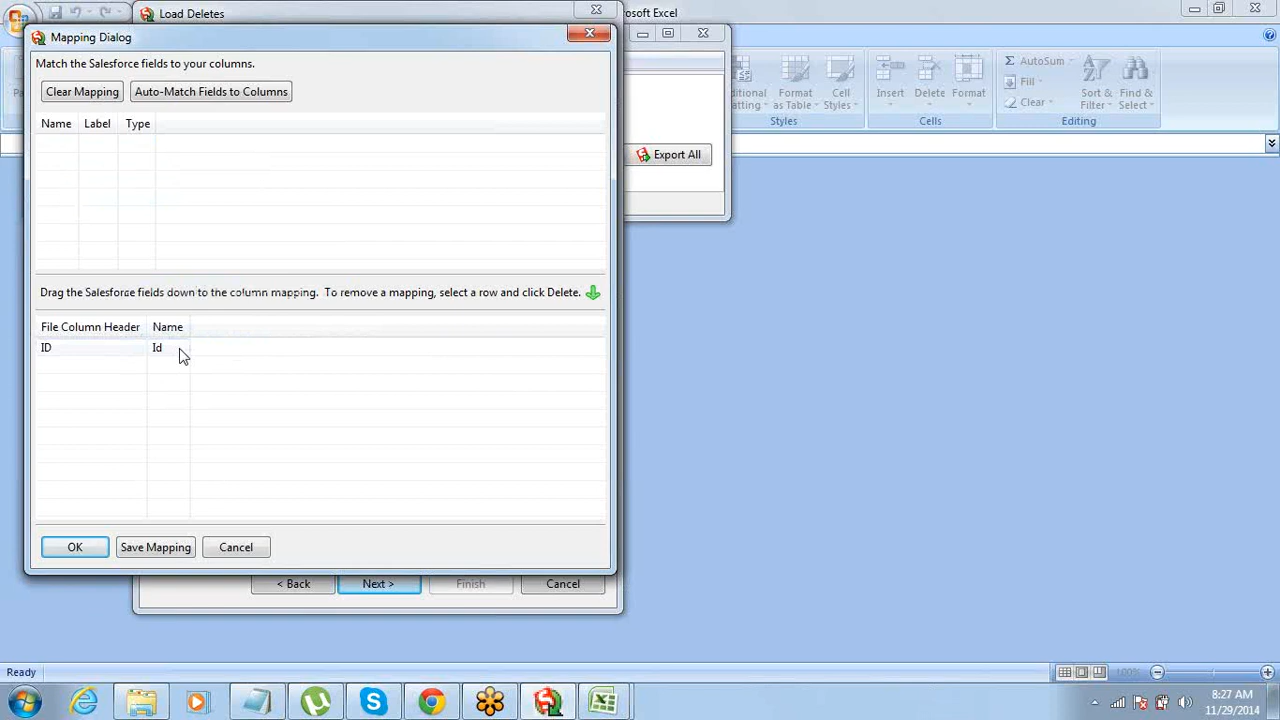 Load Deletes
rosoft Excel
Mapping Dialog
Match the Salesforce fields to your columns.
Clear Mapping
Auto-Match Fields to Columns
Name Label Type
AutoSum
Fill
Clear
Insert Delete Format
Format as Table
Cell Styles
Sort & Filter
Find & Select
Styles
Cells
Editing
Export All
Drag the Salesforce fields down to the column mapping. To remove a mapping, select a row and click Delete.
File Column Header Name
ID Id
OK
Save Mapping
Cancel
< Back
Next >
Finish
Cancel
Ready
100%
8:27 AM
11/29/2014